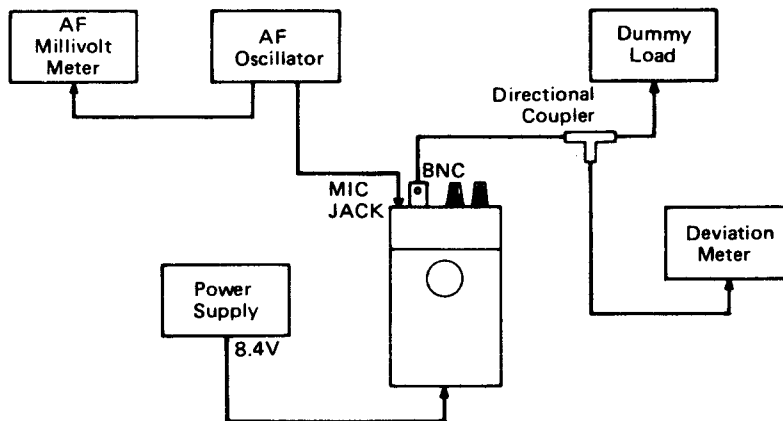 AF
Millivolt
Meter
AF
Oscillator
Dummy
Load
Directional
Coupler
BNC
MIC
JACK
Deviation
Meter
Power
Supply
8.4V